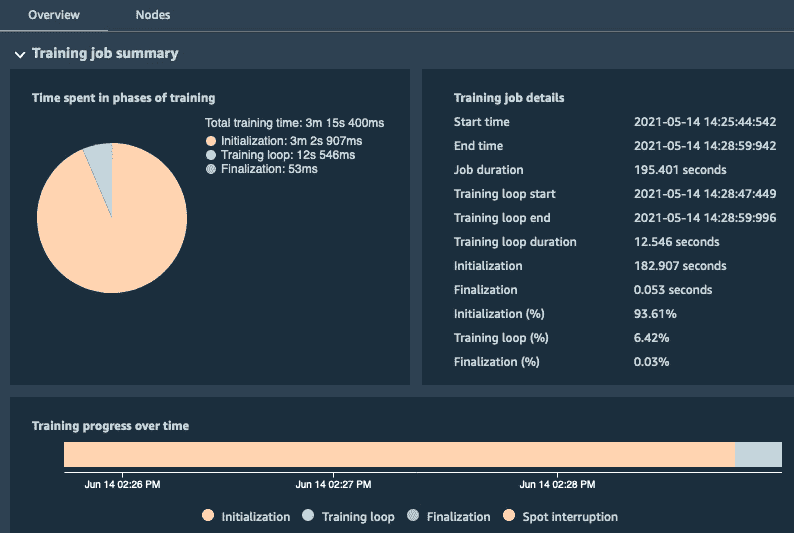 Overview Nodes
Training job summary
Time spent in phases of training
Total training time: 3m 15s 400ms
Initialization: 3m 2s 907ms
Training loop: 12s 546ms
Finalization: 53ms
Training job details
Start time 2021-05-14 14:25:44:542
End time 2021-05-14 14:28:59:942
Job duration 195.401 seconds
Training loop start 2021-05-14 14:28:47:449
Training loop end 2021-05-14 14:28:59:996
Training loop duration 12.546 seconds
Initialization 182.907 seconds
Finalization 0.053 seconds
Initialization (%) 93.61%
Training loop (%) 6.42%
Finalization (%) 0.03%
Training progress over time
Jun 14 02:26 PM Jun 14 02:27 PM Jun 14 02:28 PM
Initialization Training loop Finalization Spot interruption